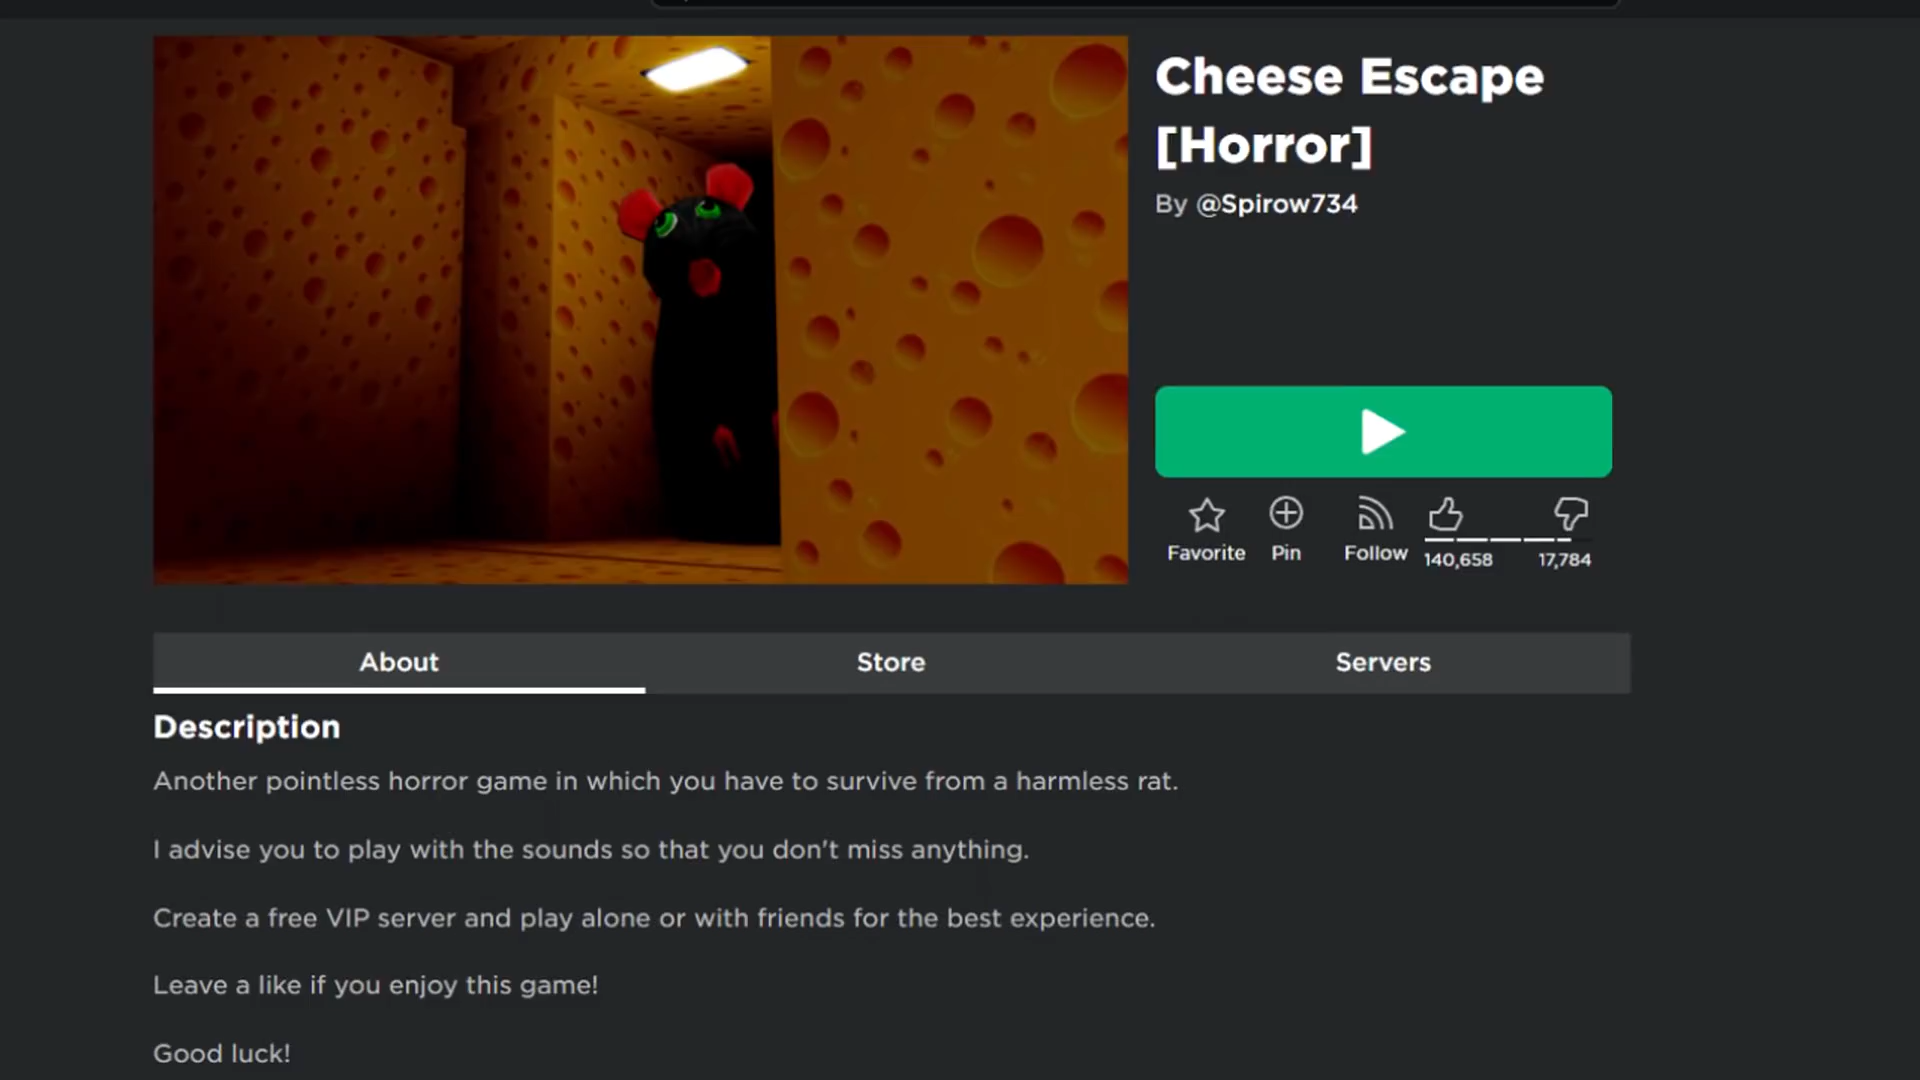 Cheese Escape
[Horror]
By @Spirow734
Favorite
Pin
Follow
140,658
17,784
About
Store
Servers
Description
Another pointless horror game in which you have to survive from a harmless rat.
I advise you to play with the sounds so that you don't miss anything.
Create a free VIP server and play alone or with friends for the best experience.
Leave a like if you enjoy this game!
Good luck!